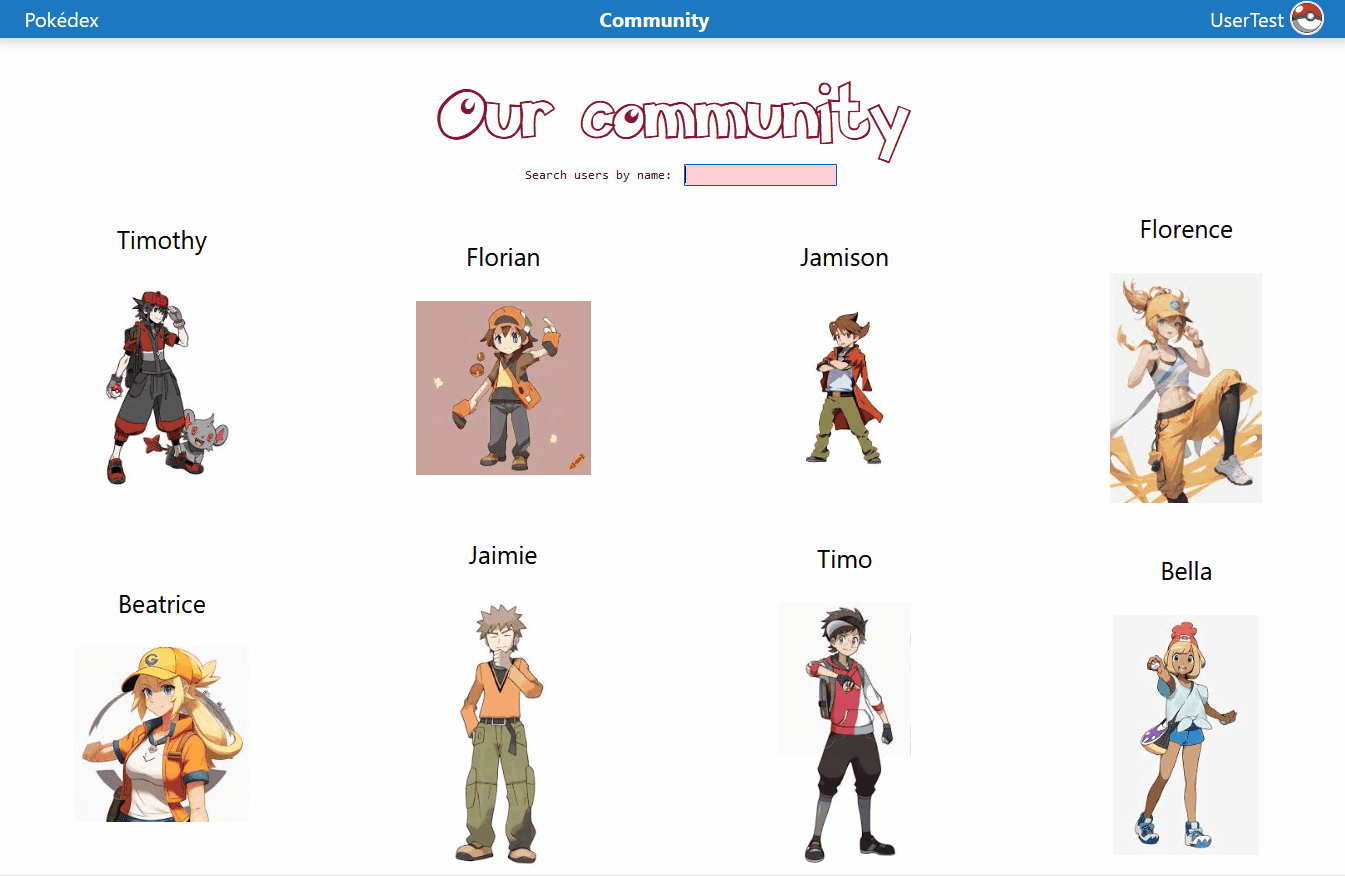 Pokédex Community UserTest
Our community
Search users by name:
Timothy
Florian
Jamison
Florence
Beatrice
Jaimie
Timo
Bella